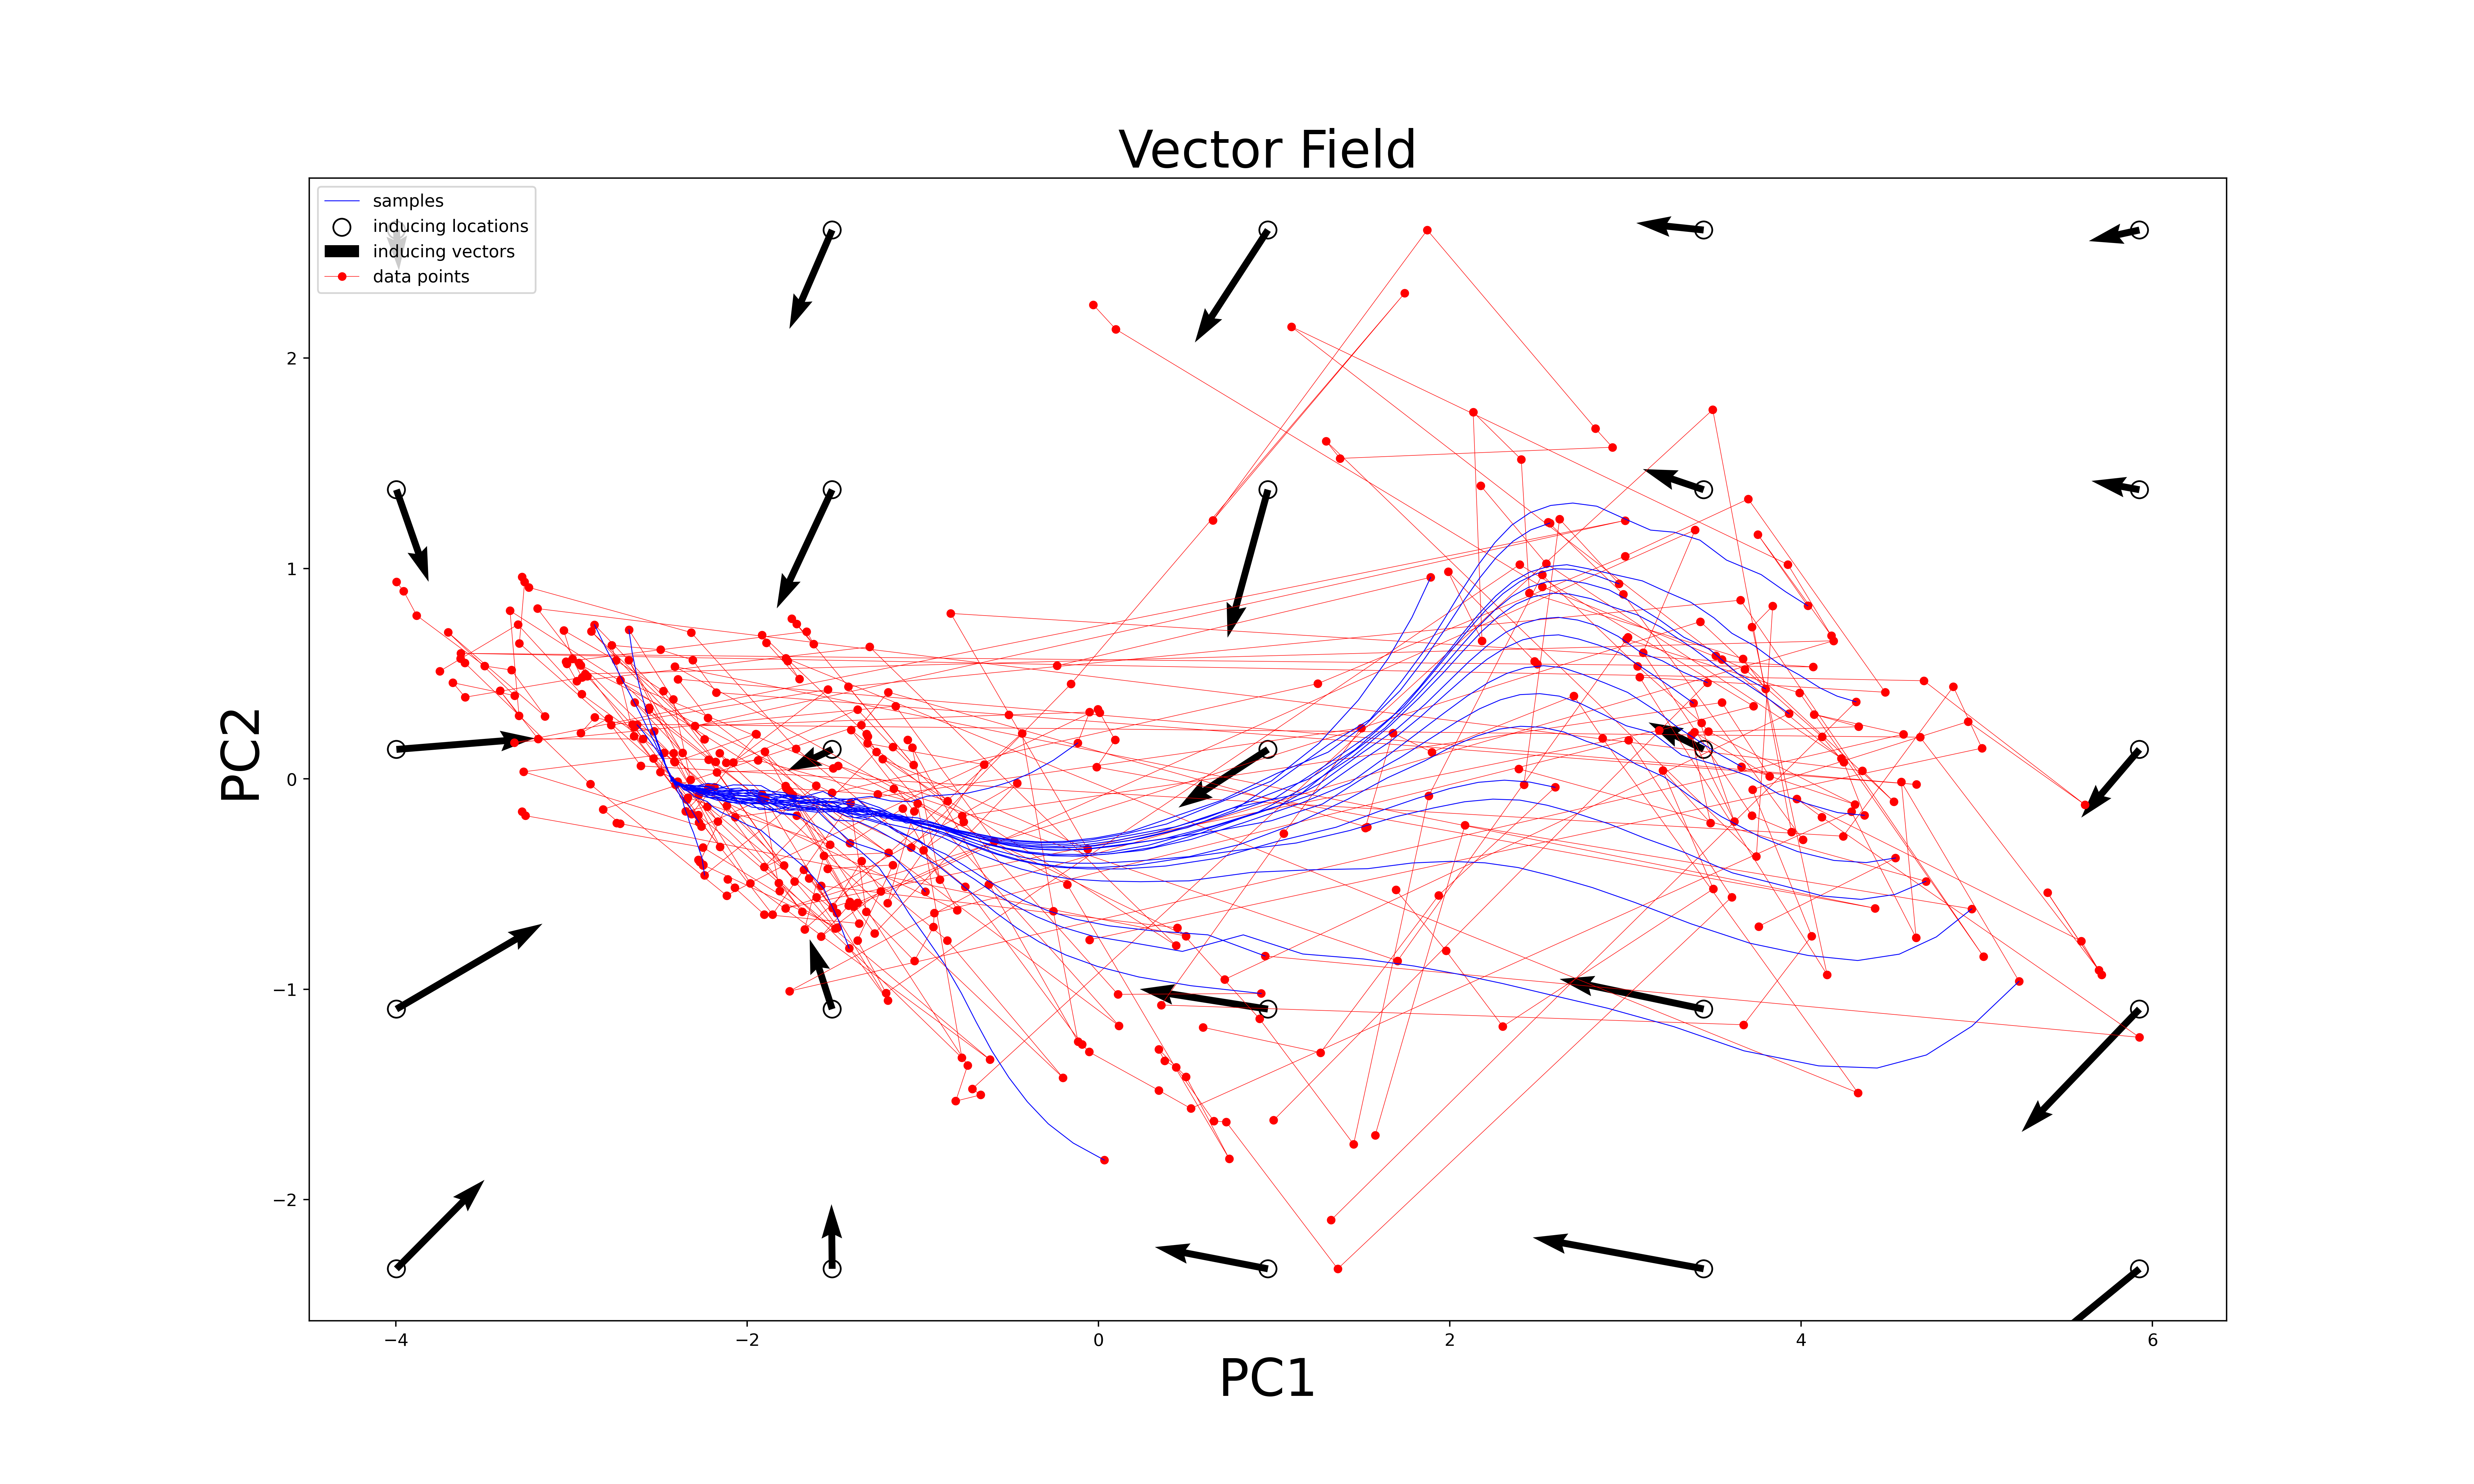 Vector Field
samples
inducing locations
inducing vectors
data points
2
1
0
−1
−2
PC2
−4
−2
0
2
4
6
PC1